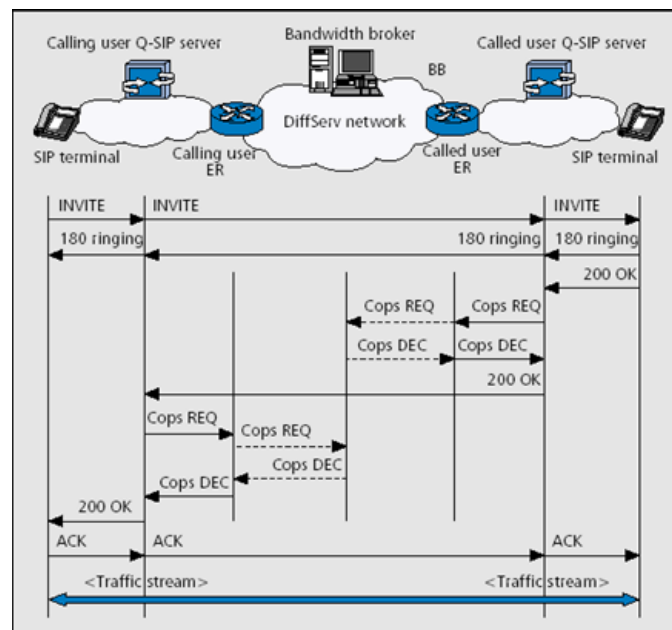 Calling user Q-SIP server
Bandwidth broker
Called user Q-SIP server
BB
DiffServ network
SIP terminal
Calling user
ER
Called user
ER
SIP terminal
INVITE
INVITE
INVITE
180 ringing
180 ringing
180 ringing
200 OK
Cops REQ
Cops REQ
Cops DEC
Cops DEC
200 OK
Cops REQ
Cops REQ
Cops DEC
Cops DEC
200 OK
ACK
ACK
ACK
<Traffic stream>
<Traffic stream>